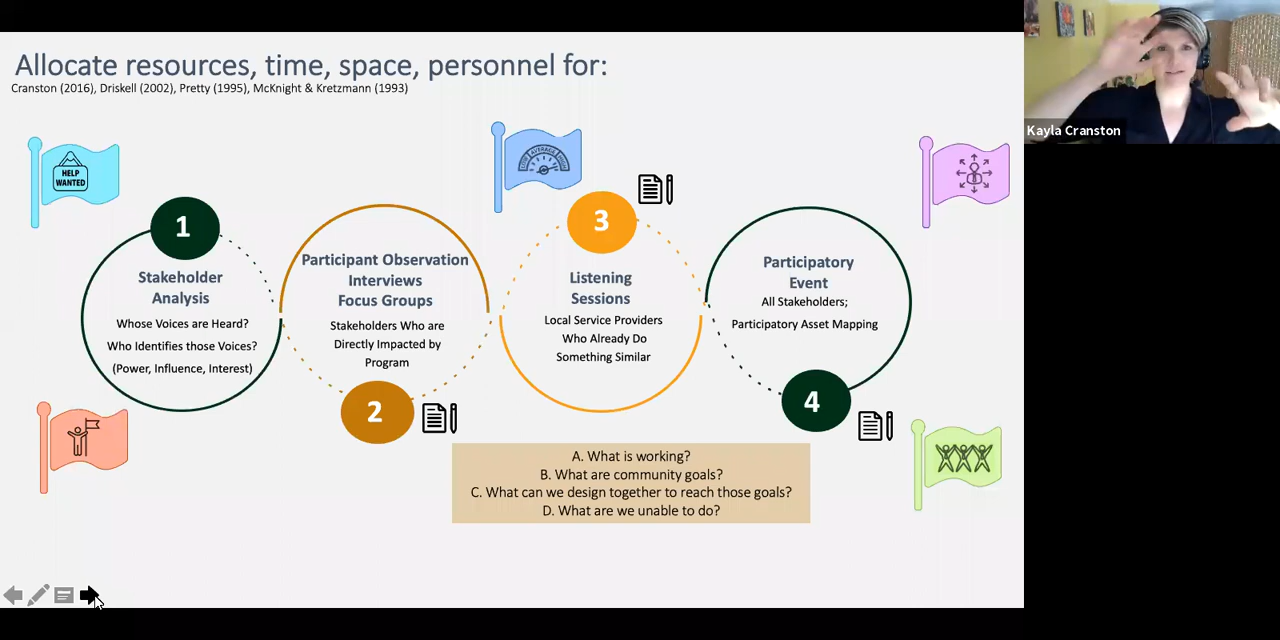 Allocate resources, time, space, personnel for:
Cranston (2016), Driskell (2002), Pretty (1995), McKnight & Kretzmann (1993)
Kayla Cranston
HELP
WANTED
LOW AVERAGE HIGH
1
Stakeholder
Analysis
Whose Voices are Heard?
Who Identifies those Voices?
(Power, Influence, Interest)
Participant Observation
Interviews
Focus Groups
Stakeholders Who are
Directly Impacted by
Program
2
3
Listening
Sessions
Local Service Providers
Who Already Do
Something Similar
Participatory
Event
All Stakeholders;
Participatory Asset Mapping
4
A. What is working?
B. What are community goals?
C. What can we design together to reach those goals?
D. What are we unable to do?